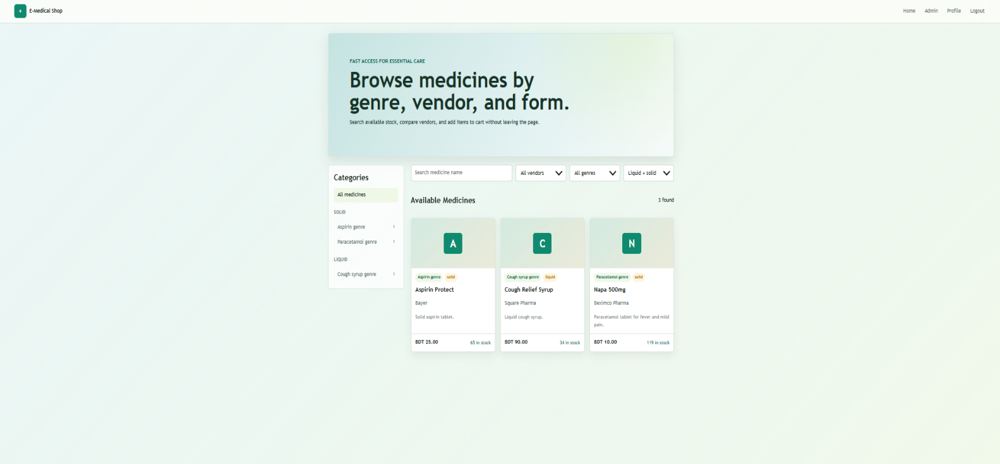 + E-Medical Shop
Home Admin Profile Logout
FAST ACCESS FOR ESSENTIAL CARE
Browse medicines by
genre, vendor, and form.
Search available stock, compare vendors, and add items to cart without leaving the page.
Categories
All medicines
SOLID
Aspirin genre 1
Paracetamol genre 1
LIQUID
Cough syrup genre 1
Search medicine name
All vendors
All genres
Liquid + solid
Available Medicines
3 found
A
Aspirin genre solid
Aspirin Protect
Bayer
Solid aspirin tablet.
BDT 25.00 65 in stock
C
Cough syrup genre liquid
Cough Relief Syrup
Square Pharma
Liquid cough syrup.
BDT 90.00 34 in stock
N
Paracetamol genre solid
Napa 500mg
Beximco Pharma
Paracetamol tablet for fever and mild
pain.
BDT 10.00 119 in stock